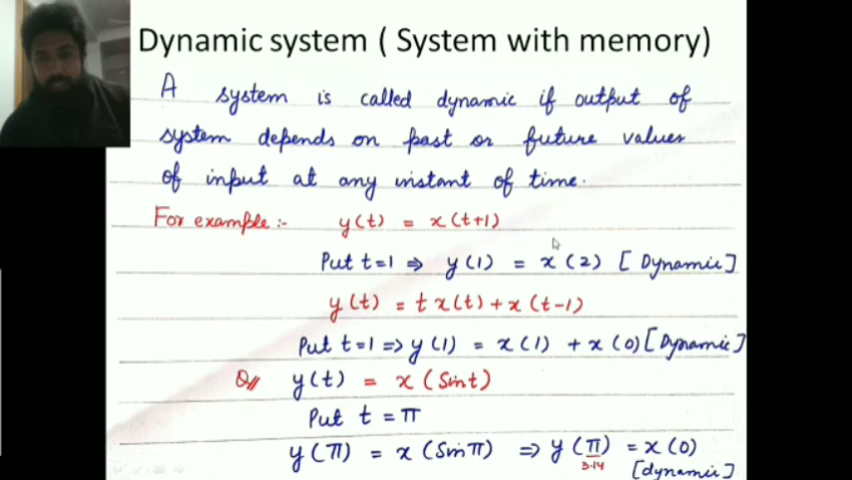 Dynamic system ( System with memory)
A system is called dynamic if output of
system depends on past or future values
of input at any instant of time.
For example :- y(t) = x(t+1)
Put t=1 ⇒ y(1) = x(2) [Dynamic]
y(t) = t x(t) + x(t-1)
Put t=1 ⇒ y(1) = x(1) + x(0) [Dynamic]
Q// y(t) = x(Sint)
Put t = π
y(π) = x(Sinπ) ⇒ y(π) = x(0)
3.14 [dynamic]